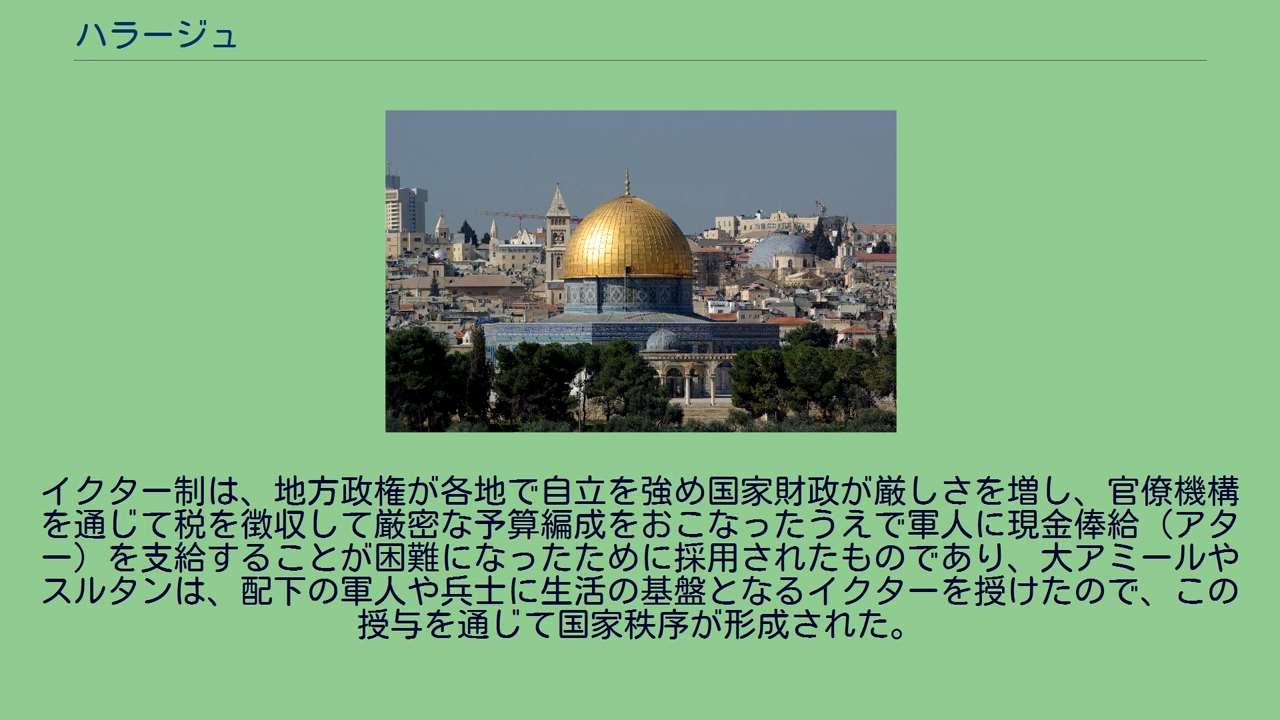 ハラージュ
イクター制は、地方政権が各地で自立を強め国家財政が厳しさを増し、官僚機構
を通じて税を徴収して厳密な予算編成をおこなったうえで軍人に現金俸給（アタ
ー）を支給することが困難になったために採用されたものであり、大アミールや
スルタンは、配下の軍人や兵士に生活の基盤となるイクターを授けたので、この
授与を通じて国家秩序が形成された。